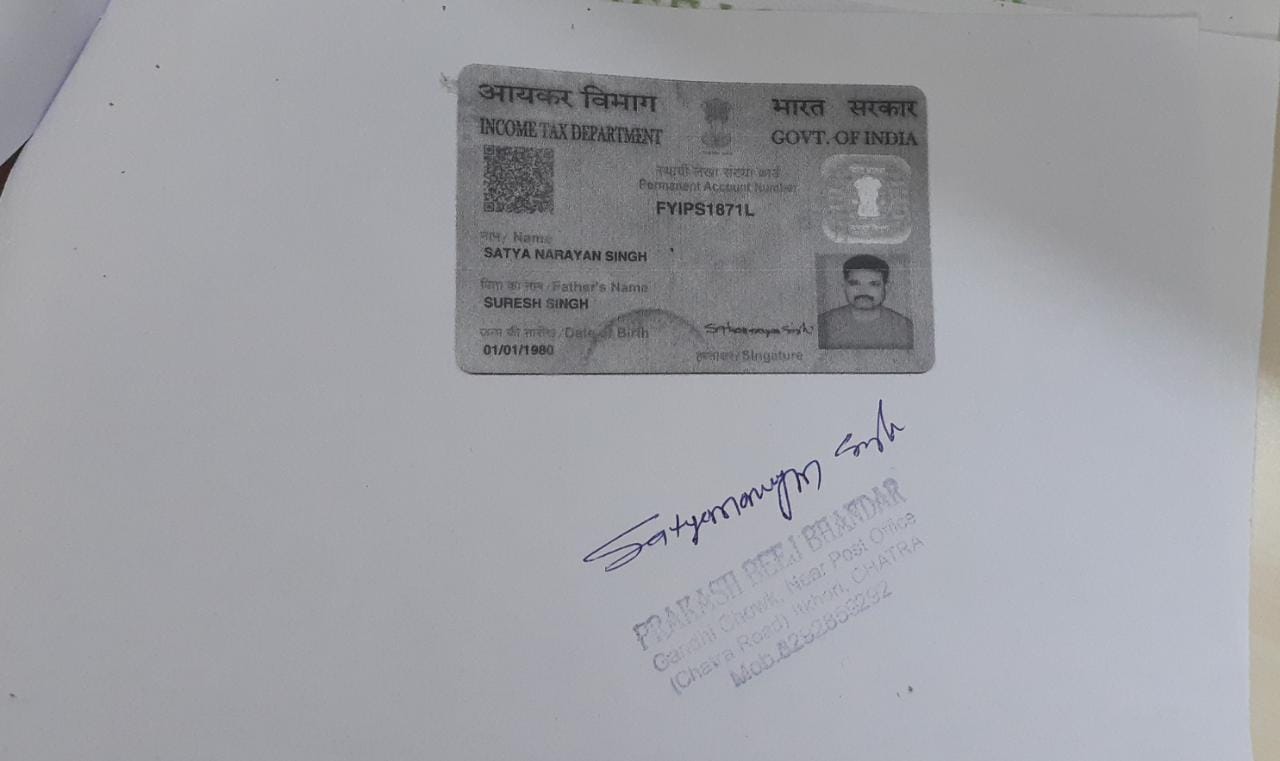 आयकर विभाग
INCOME TAX DEPARTMENT
भारत सरकार
GOVT. OF INDIA
स्थायी लेखा संख्या कार्ड
Permanent Account Number
FYIPS1871L
नाम/ Name
SATYA NARAYAN SINGH
पिता का नाम/Father's Name
SURESH SINGH
जन्म की तारीख/Date of Birth
01/01/1980
हस्ताक्षर/Singature
PRAKASH BEEJ BHANDAR
Gandhi Chowk, Near Post Office
(Chatra Road) Itkhori, CHATRA